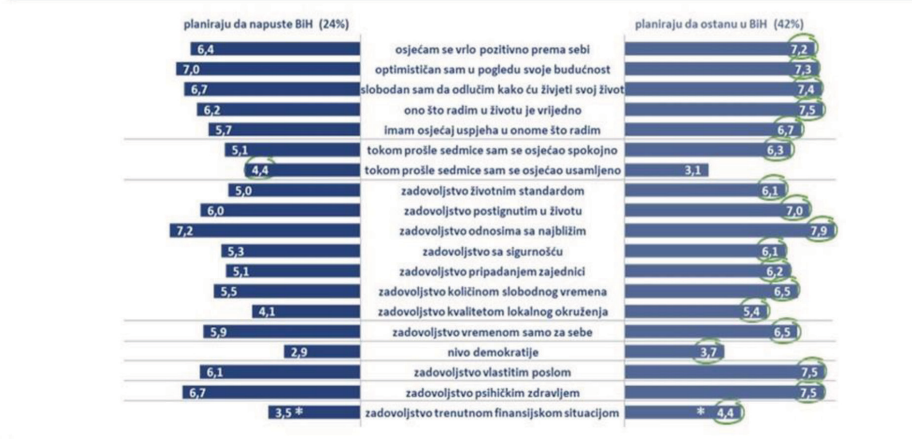 planiraju da napuste BiH (24%) planiraju da ostanu u BiH (42%)
6,4 osjećam se vrlo pozitivno prema sebi 7,2
7,0 optimističan sam u pogledu svoje budućnost 7,3
6,7 slobodan sam da odlučim kako ću živjeti svoj život 7,4
6,2 ono što radim u životu je vrijedno 7,5
5,7 imam osjećaj uspjeha u onome što radim 6,7
5,1 tokom prošle sedmice sam se osjećao spokojno 6,3
4,4 tokom prošle sedmice sam se osjećao usamljeno 3,1
5,0 zadovoljstvo životnim standardom 6,1
6,0 zadovoljstvo postignutim u životu 7,0
7,2 zadovoljstvo odnosima sa najbližim 7,9
5,3 zadovoljstvo sa sigurnošću 6,1
5,1 zadovoljstvo pripadanjem zajednici 6,2
5,5 zadovoljstvo količinom slobodnog vremena 6,5
4,1 zadovoljstvo kvalitetom lokalnog okruženja 5,4
5,9 zadovoljstvo vremenom samo za sebe 6,5
2,9 nivo demokratije 3,7
6,1 zadovoljstvo vlastitim poslom 7,5
6,7 zadovoljstvo psihičkim zdravljem 7,5
3,5 * zadovoljstvo trenutnom finansijskom situacijom * 4,4